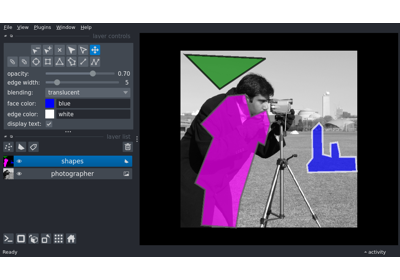 File View Plugins Window Help
layer controls
opacity: 0.70
edge width: 5
blending: translucent
face color: blue
edge color: white
display text:
layer list
shapes
photographer
Ready activity